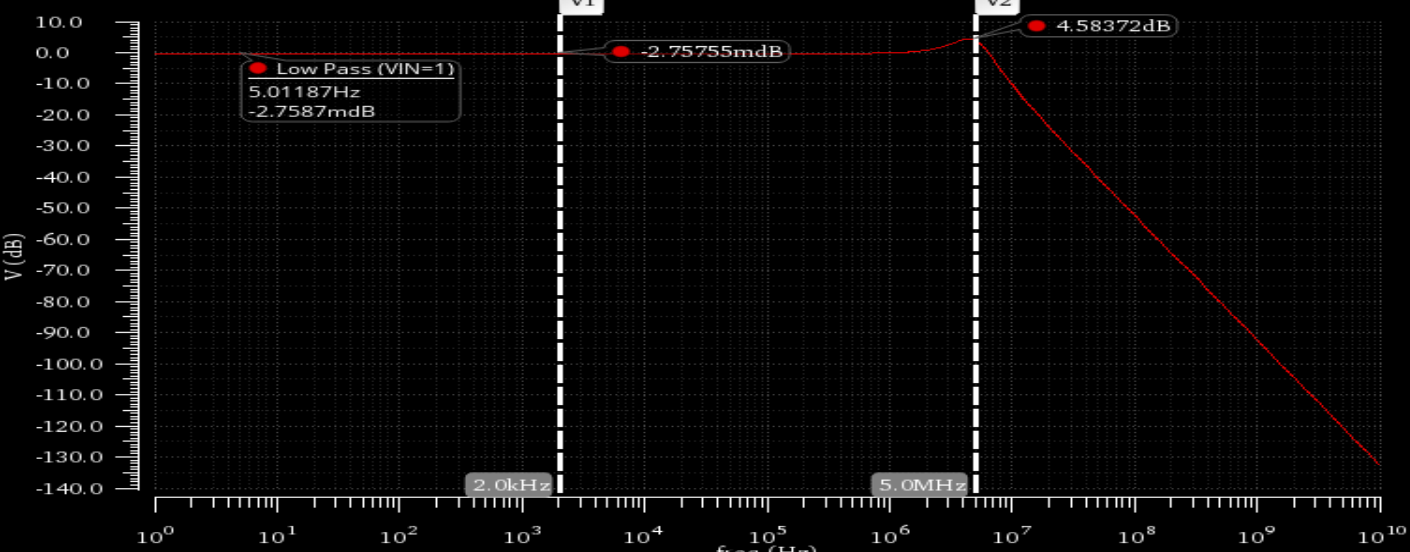 V1
V2
10.0
0.0
-10.0
-20.0
-30.0
-40.0
-50.0
-60.0
-70.0
-80.0
-90.0
-100.0
-110.0
-120.0
-130.0
-140.0
V (dB)
Low Pass (VIN=1)
5.01187Hz
-2.7587mdB
-2.75755mdB
4.58372dB
2.0kHz
5.0MHz
10⁰
10¹
10²
10³
10⁴
10⁵
10⁶
10⁷
10⁸
10⁹
10¹⁰
freq (Hz)